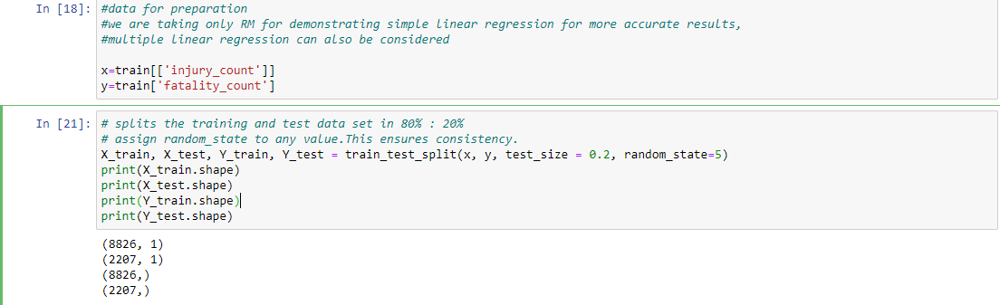 In [18]: #data for preparation
#we are taking only RM for demonstrating simple linear regression for more accurate results,
#multiple linear regression can also be considered
x=train[['injury_count']]
y=train['fatality_count']
In [21]: # splits the training and test data set in 80% : 20%
# assign random_state to any value.This ensures consistency.
X_train, X_test, Y_train, Y_test = train_test_split(x, y, test_size = 0.2, random_state=5)
print(X_train.shape)
print(X_test.shape)
print(Y_train.shape)
print(Y_test.shape)
(8826, 1)
(2207, 1)
(8826,)
(2207,)